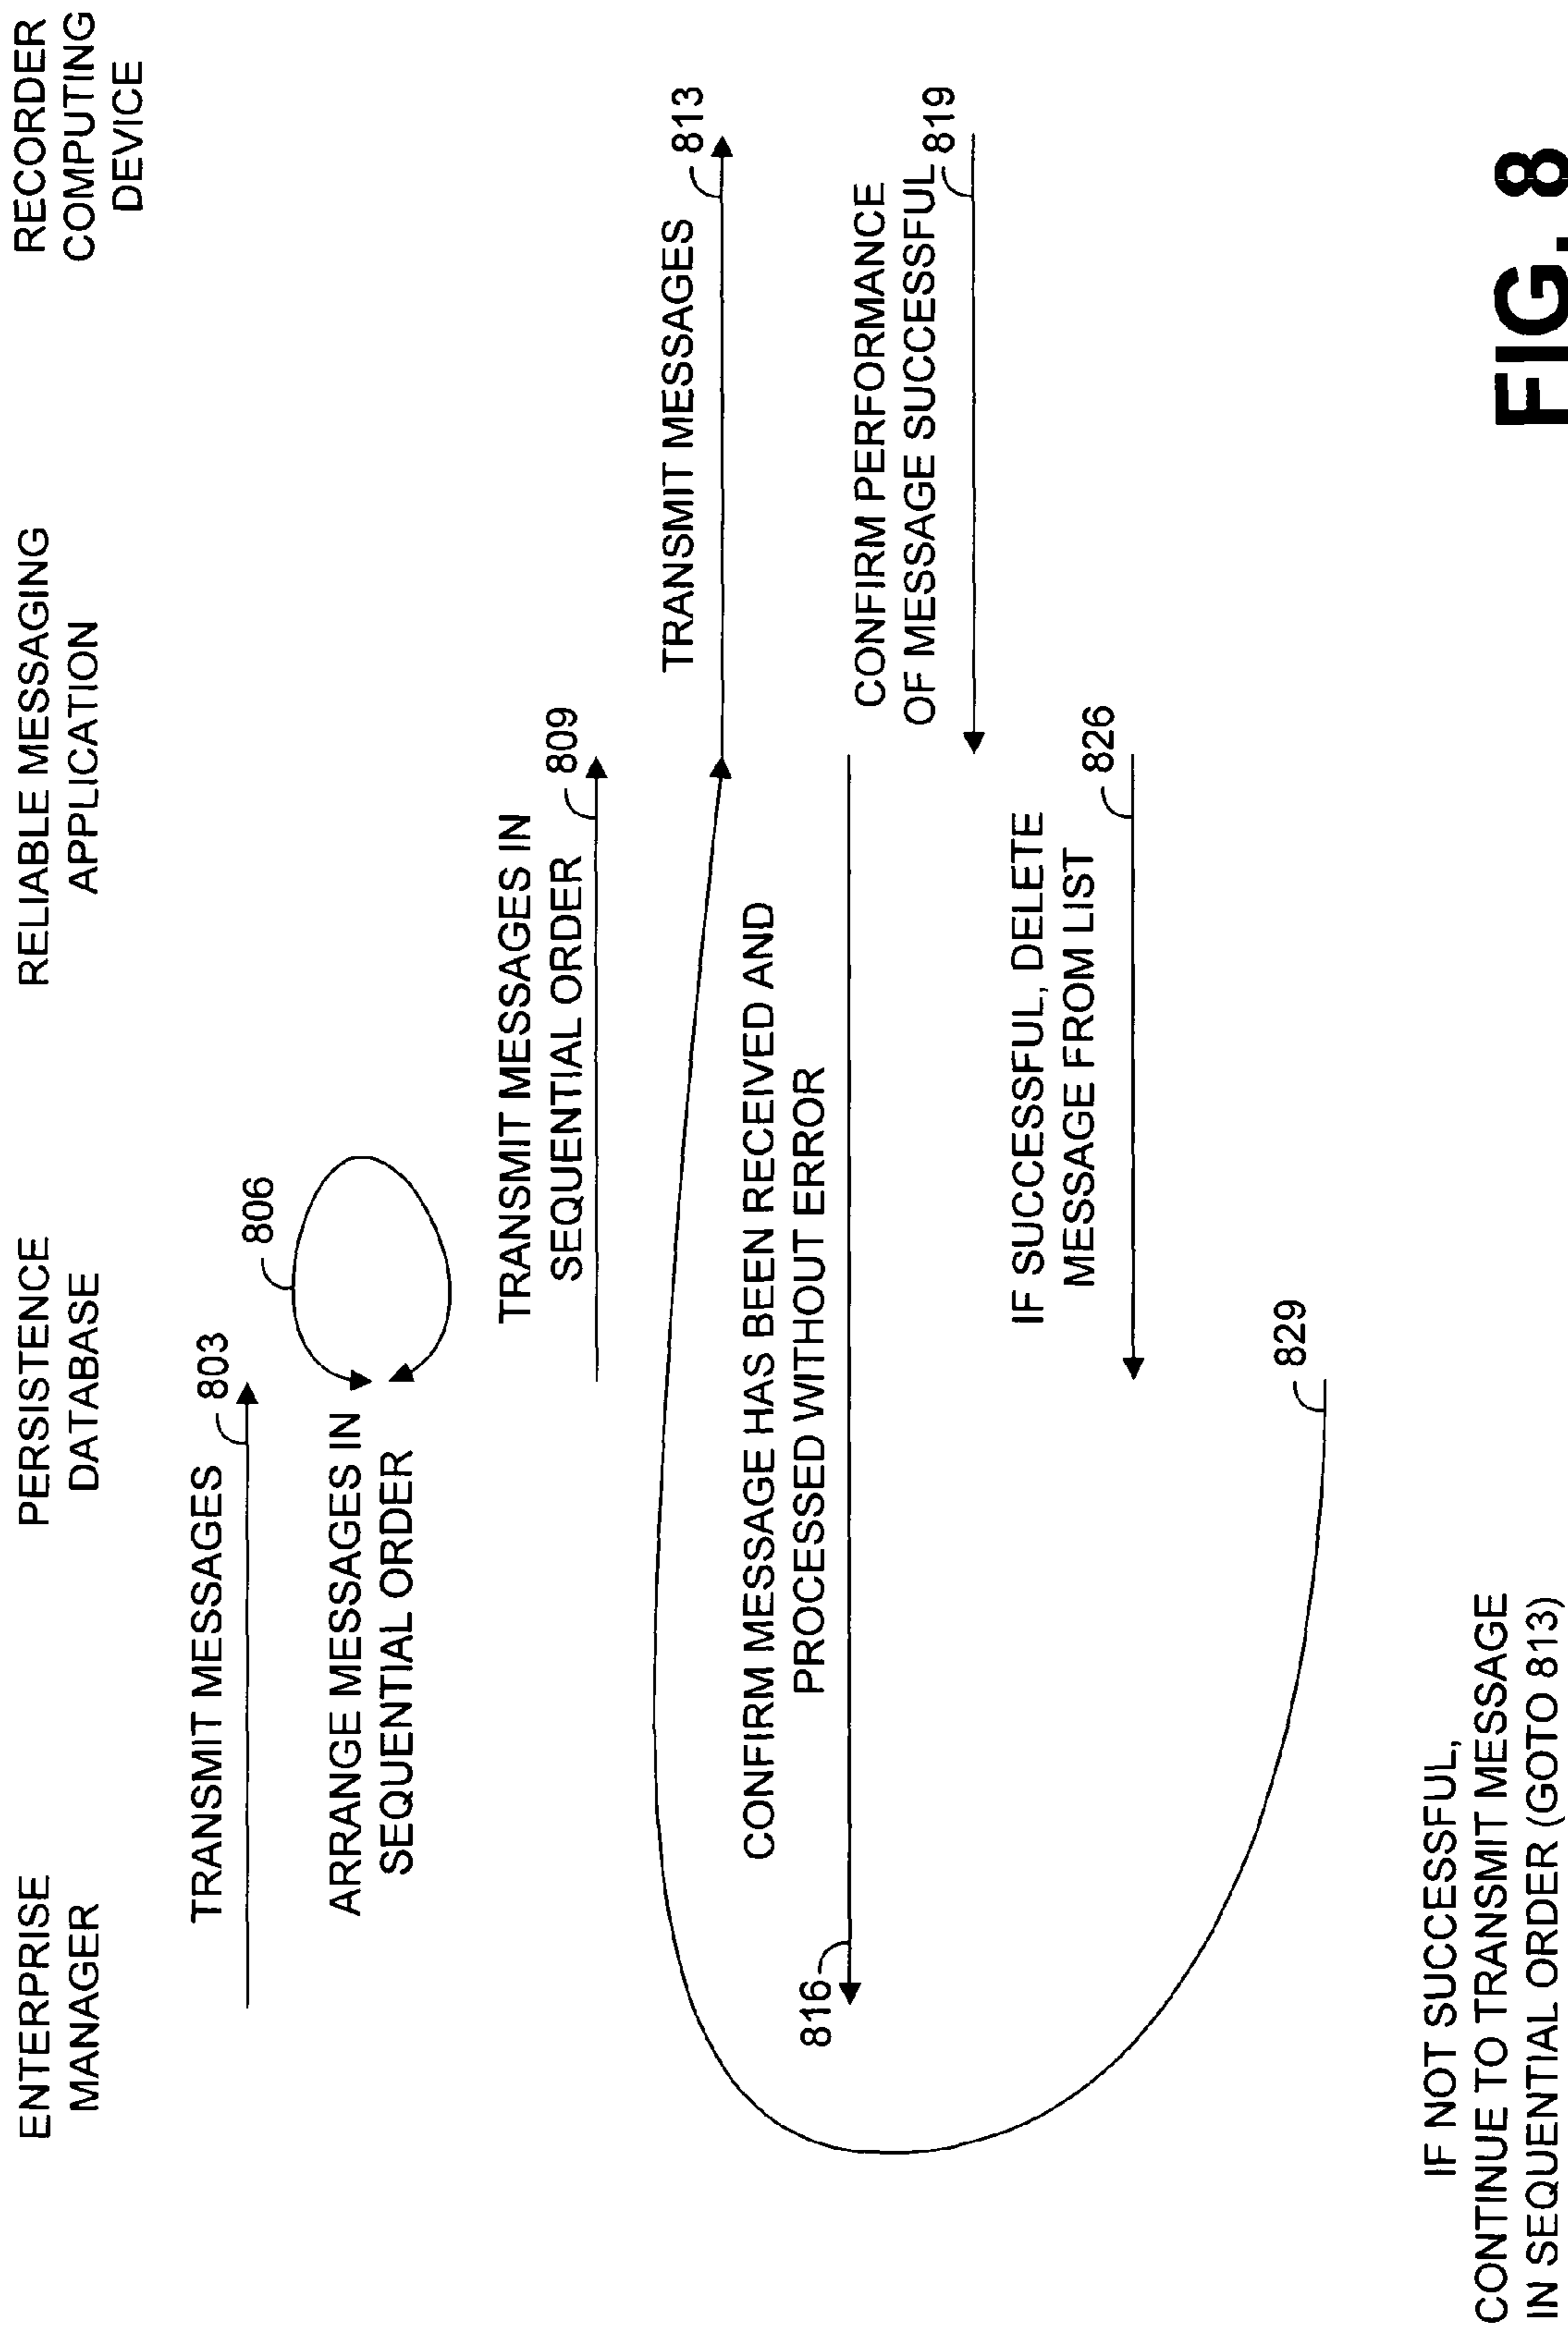 ENTERPRISE
MANAGER
PERSISTENCE
DATABASE
RELIABLE MESSAGING
APPLICATION
RECORDER
COMPUTING
DEVICE
TRANSMIT MESSAGES
803
806
ARRANGE MESSAGES IN
SEQUENTIAL ORDER
TRANSMIT MESSAGES IN
SEQUENTIAL ORDER
809
TRANSMIT MESSAGES
813
CONFIRM MESSAGE HAS BEEN RECEIVED AND
PROCESSED WITHOUT ERROR
816
CONFIRM PERFORMANCE
OF MESSAGE SUCCESSFUL
819
IF SUCCESSFUL, DELETE
MESSAGE FROM LIST
826
829
IF NOT SUCCESSFUL,
CONTINUE TO TRANSMIT MESSAGE
IN SEQUENTIAL ORDER (GOTO 813)
FIG. 8